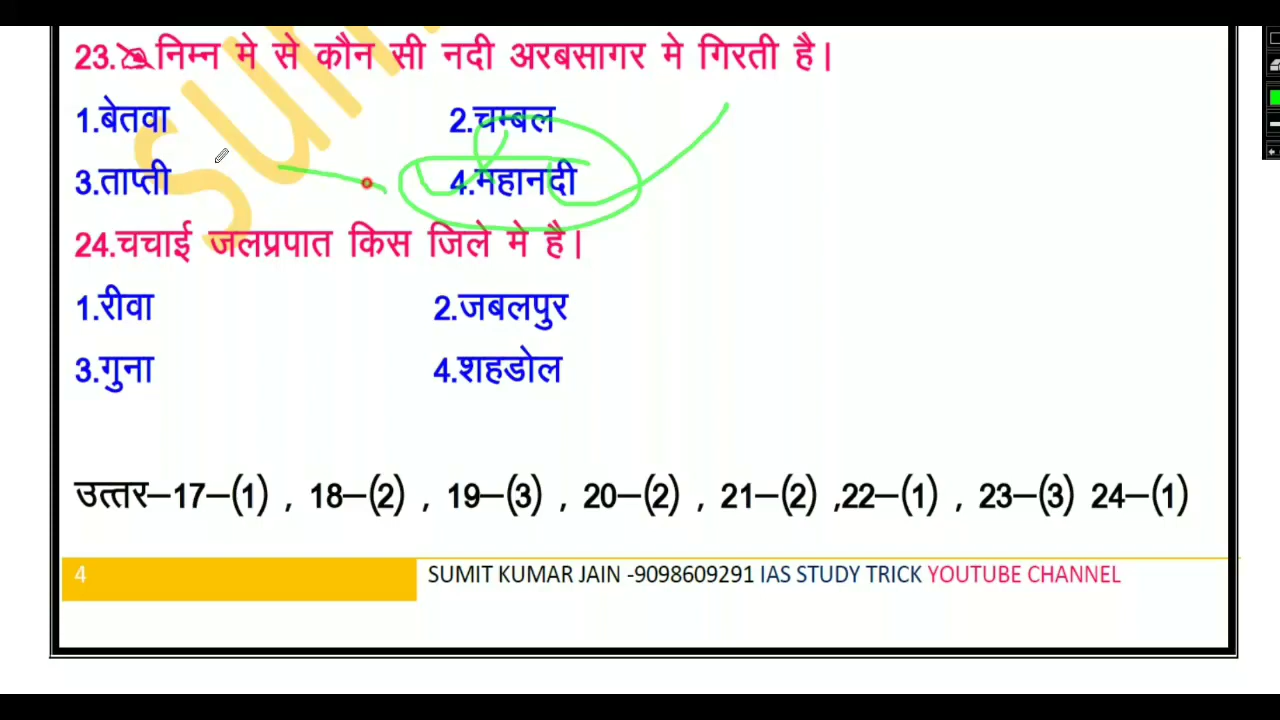 23.✍निम्न मे से कौन सी नदी अरबसागर मे गिरती है।
1.बेतवा 2.चम्बल
3.ताप्ती 4.महानदी
24.चचाई जलप्रपात किस जिले मे है।
1.रीवा 2.जबलपुर
3.गुना 4.शहडोल
उत्तर–17–(1) , 18–(2) , 19–(3) , 20–(2) , 21–(2) ,22–(1) , 23–(3) 24–(1)
4 SUMIT KUMAR JAIN -9098609291 IAS STUDY TRICK YOUTUBE CHANNEL